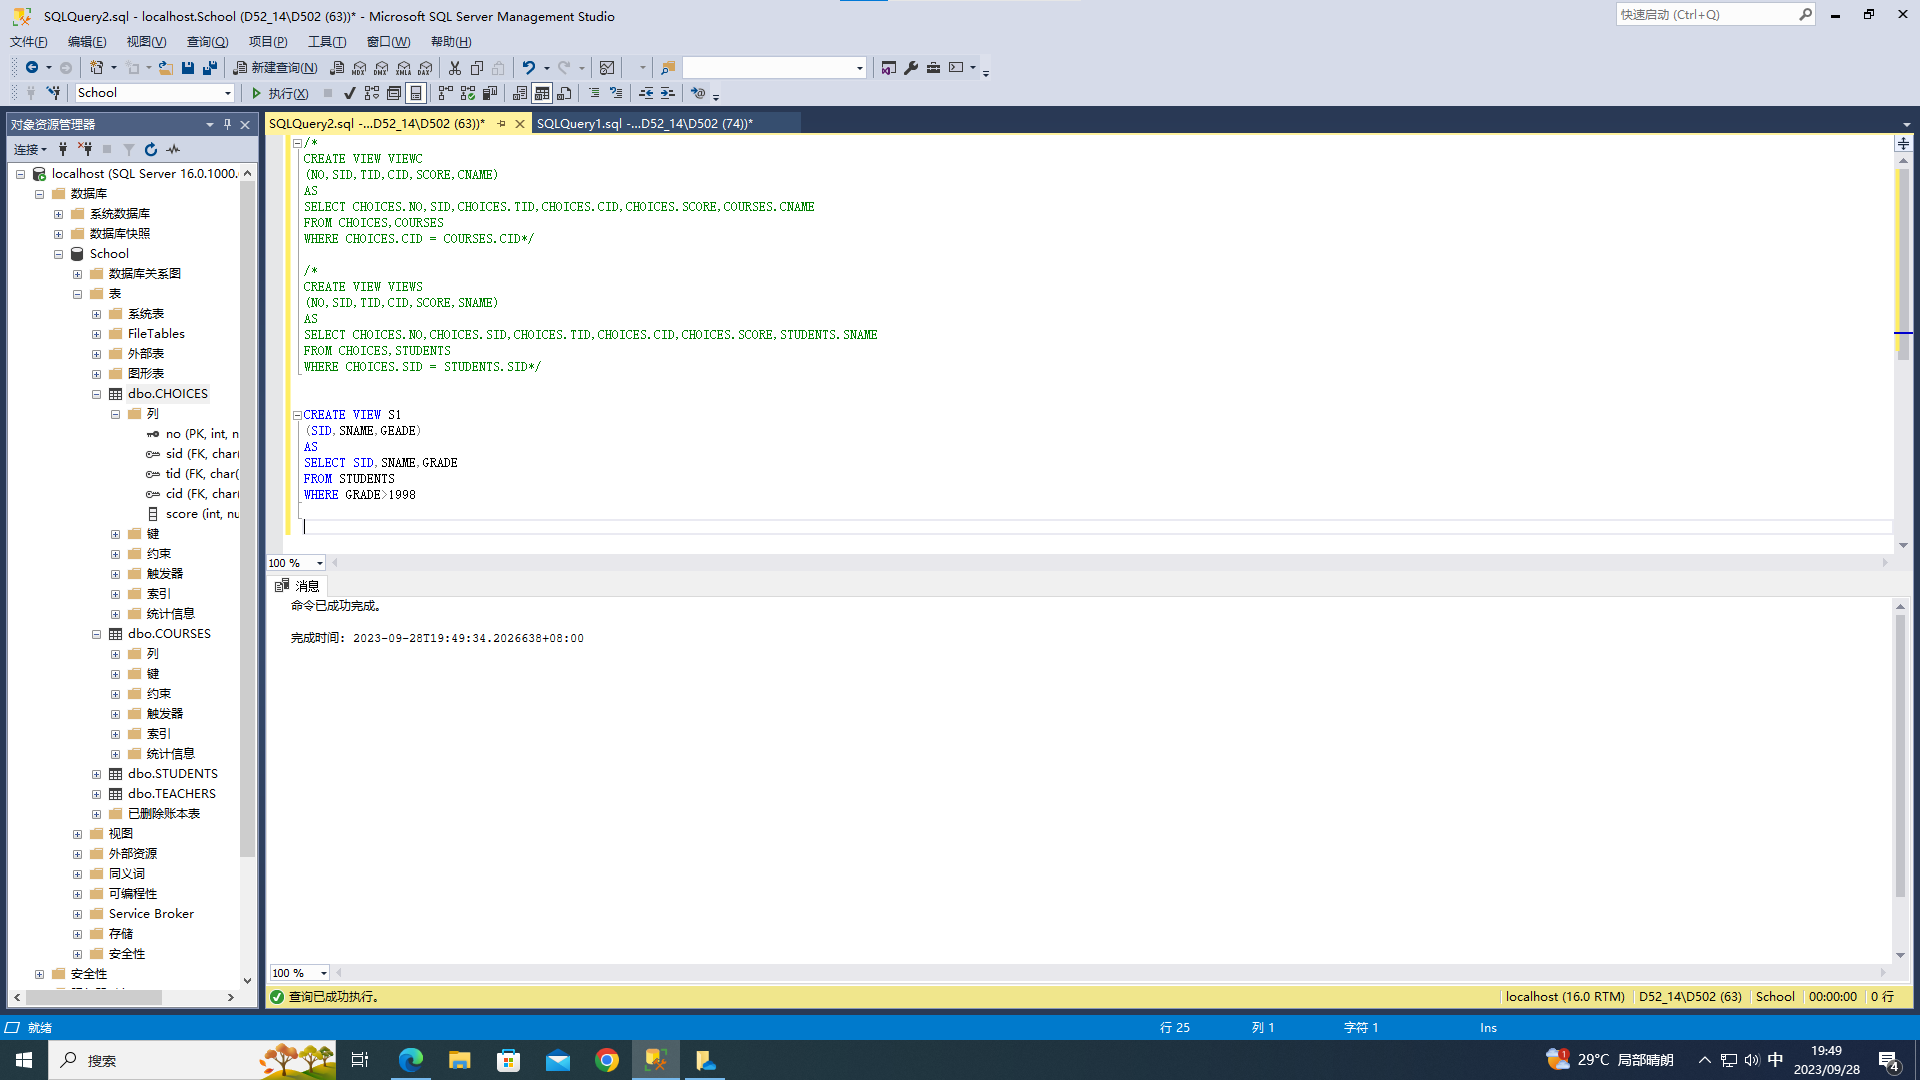 SQLQuery2.sql - localhost.School (D52_14\D502 (63))* - Microsoft SQL Server Management Studio
快速启动 (Ctrl+Q)
文件(F) 编辑(E) 视图(V) 查询(Q) 项目(P) 工具(T) 窗口(W) 帮助(H)
新建查询(N)
MDX DMX XMLA DAX
School
执行(X)
对象资源管理器
SQLQuery2.sql -...D52_14\D502 (63))*
SQLQuery1.sql -...D52_14\D502 (74))*
连接
localhost (SQL Server 16.0.1000.
数据库
系统数据库
数据库快照
School
数据库关系图
表
系统表
FileTables
外部表
图形表
dbo.CHOICES
列
no (PK, int, n
sid (FK, char(
tid (FK, char(
cid (FK, char(
score (int, nu
键
约束
触发器
索引
统计信息
dbo.COURSES
列
键
约束
触发器
索引
统计信息
dbo.STUDENTS
dbo.TEACHERS
已删除账本表
视图
外部资源
同义词
可编程性
Service Broker
存储
安全性
安全性
/*
CREATE VIEW VIEWC
(NO,SID,TID,CID,SCORE,CNAME)
AS
SELECT CHOICES.NO,SID,CHOICES.TID,CHOICES.CID,CHOICES.SCORE,COURSES.CNAME
FROM CHOICES,COURSES
WHERE CHOICES.CID = COURSES.CID*/
/*
CREATE VIEW VIEWS
(NO,SID,TID,CID,SCORE,SNAME)
AS
SELECT CHOICES.NO,CHOICES.SID,CHOICES.TID,CHOICES.CID,CHOICES.SCORE,STUDENTS.SNAME
FROM CHOICES,STUDENTS
WHERE CHOICES.SID = STUDENTS.SID*/
CREATE VIEW S1
(SID,SNAME,GEADE)
AS
SELECT SID,SNAME,GRADE
FROM STUDENTS
WHERE GRADE>1998
100 %
消息
命令已成功完成。
完成时间: 2023-09-28T19:49:34.2026638+08:00
100 %
查询已成功执行。
localhost (16.0 RTM) D52_14\D502 (63) School 00:00:00 0 行
就绪
行 25 列 1 字符 1 Ins
搜索
1
29°C 局部晴朗
中
19:49
2023/09/28
4